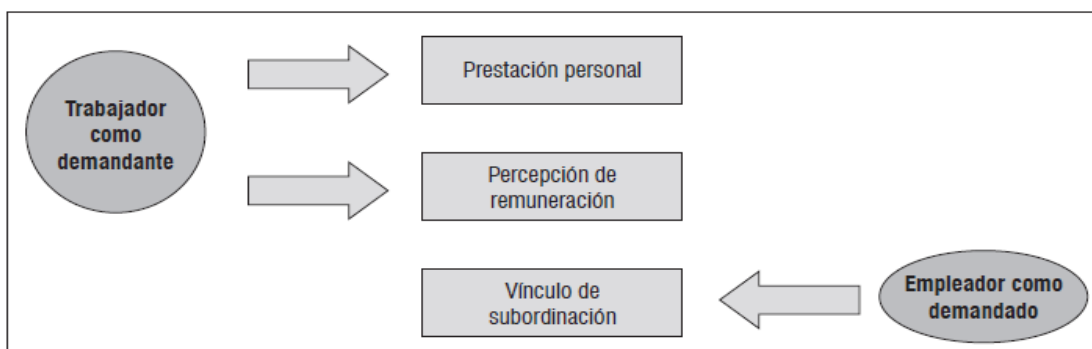 Trabajador
como
demandante
Prestación personal
Percepción de
remuneración
Vínculo de
subordinación
Empleador como
demandado